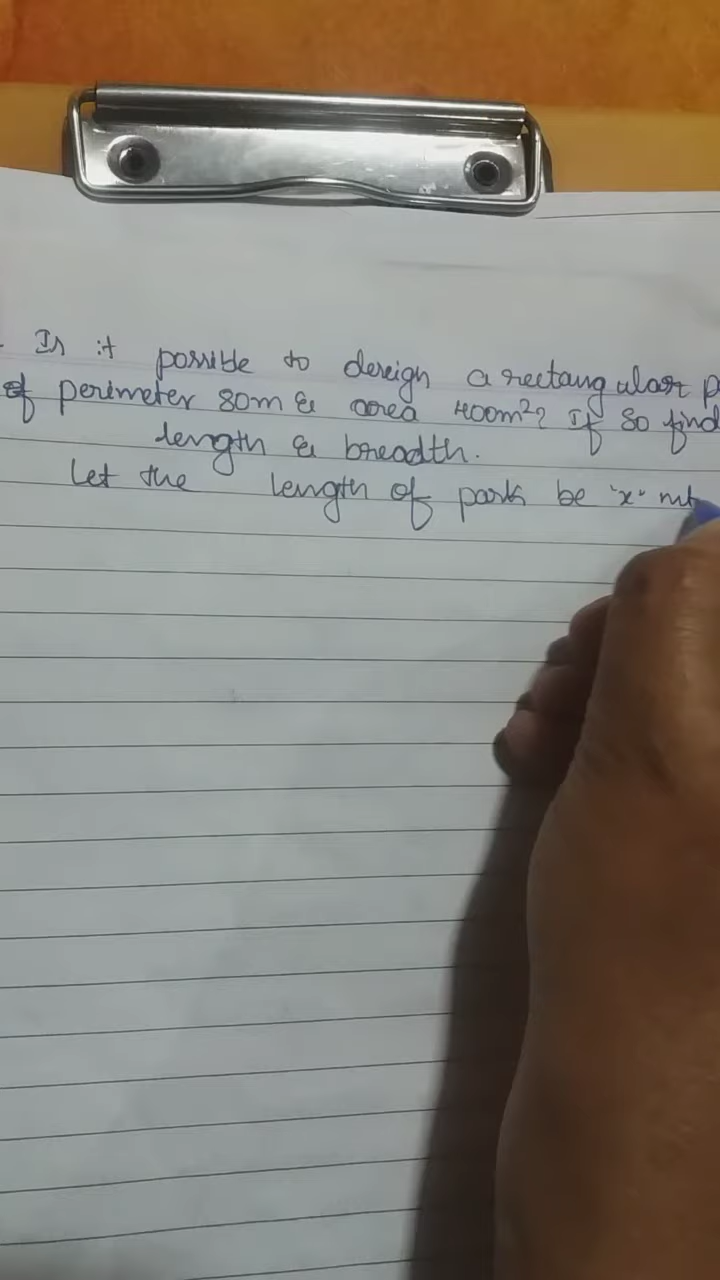 Is it possible to design a rectangular p
of perimeter 80m & area 400m²? If so find
length & breadth.
Let the length of park be 'x' mt